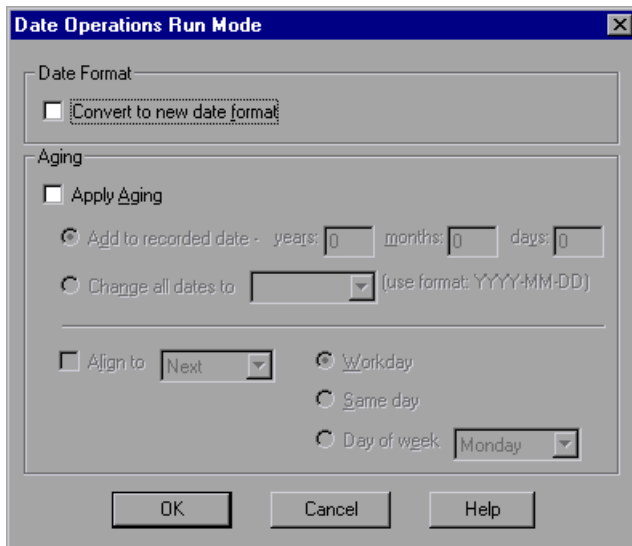 Date Operations Run Mode
Date Format
Convert to new date format
Aging
Apply Aging
Add to recorded date - years: 0 months: 0 days: 0
Change all dates to (use format: YYYY-MM-DD)
Align to Next Workday
Same day
Day of week Monday
OK Cancel Help